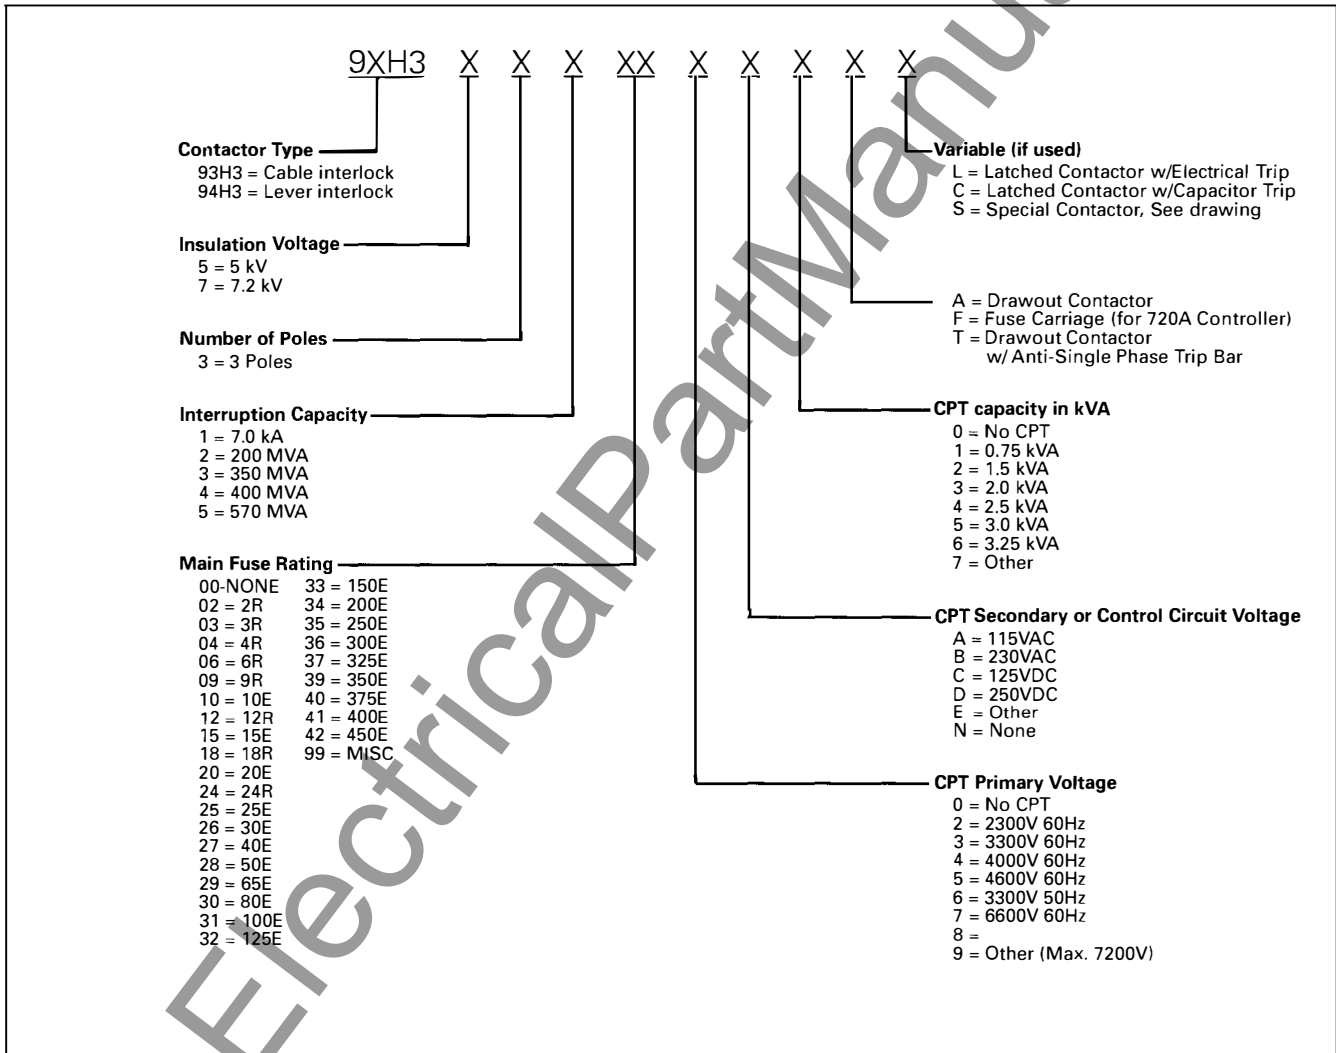 9XH3 X X X XX X X X X X
Contactor Type
93H3 = Cable interlock
94H3 = Lever interlock
Insulation Voltage
5 = 5 kV
7 = 7.2 kV
Number of Poles
3 = 3 Poles
Interruption Capacity
1 = 7.0 kA
2 = 200 MVA
3 = 350 MVA
4 = 400 MVA
5 = 570 MVA
Main Fuse Rating
00-NONE
02 = 2R
03 = 3R
04 = 4R
06 = 6R
09 = 9R
10 = 10E
12 = 12R
15 = 15E
18 = 18R
20 = 20E
24 = 24R
25 = 25E
26 = 30E
27 = 40E
28 = 50E
29 = 65E
30 = 80E
31 = 100E
32 = 125E
33 = 150E
34 = 200E
35 = 250E
36 = 300E
37 = 325E
39 = 350E
40 = 375E
41 = 400E
42 = 450E
99 = MISC
Variable (if used)
L = Latched Contactor w/Electrical Trip
C = Latched Contactor w/Capacitor Trip
S = Special Contactor, See drawing
A = Drawout Contactor
F = Fuse Carriage (for 720A Controller)
T = Drawout Contactor
w/ Anti-Single Phase Trip Bar
CPT capacity in kVA
0 = No CPT
1 = 0.75 kVA
2 = 1.5 kVA
3 = 2.0 kVA
4 = 2.5 kVA
5 = 3.0 kVA
6 = 3.25 kVA
7 = Other
CPT Secondary or Control Circuit Voltage
A = 115VAC
B = 230VAC
C = 125VDC
D = 250VDC
E = Other
N = None
CPT Primary Voltage
0 = No CPT
2 = 2300V 60Hz
3 = 3300V 60Hz
4 = 4000V 60Hz
5 = 4600V 60Hz
6 = 3300V 50Hz
7 = 6600V 60Hz
8 =
9 = Other (Max. 7200V)